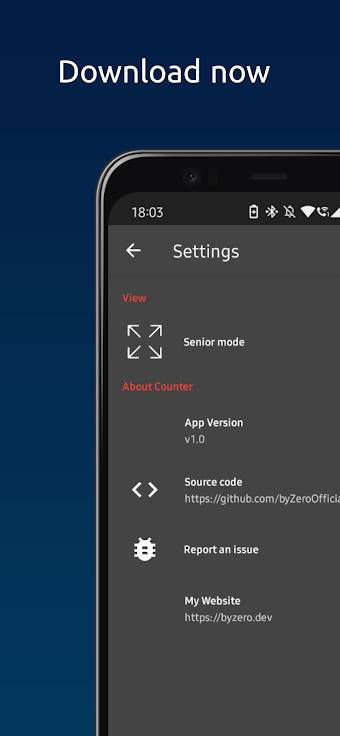 Download now
18:03
Settings
View
Senior mode
About Counter
App Version
v1.0
Source code
https://github.com/byZeroOfficia
Report an issue
My Website
https://byzero.dev